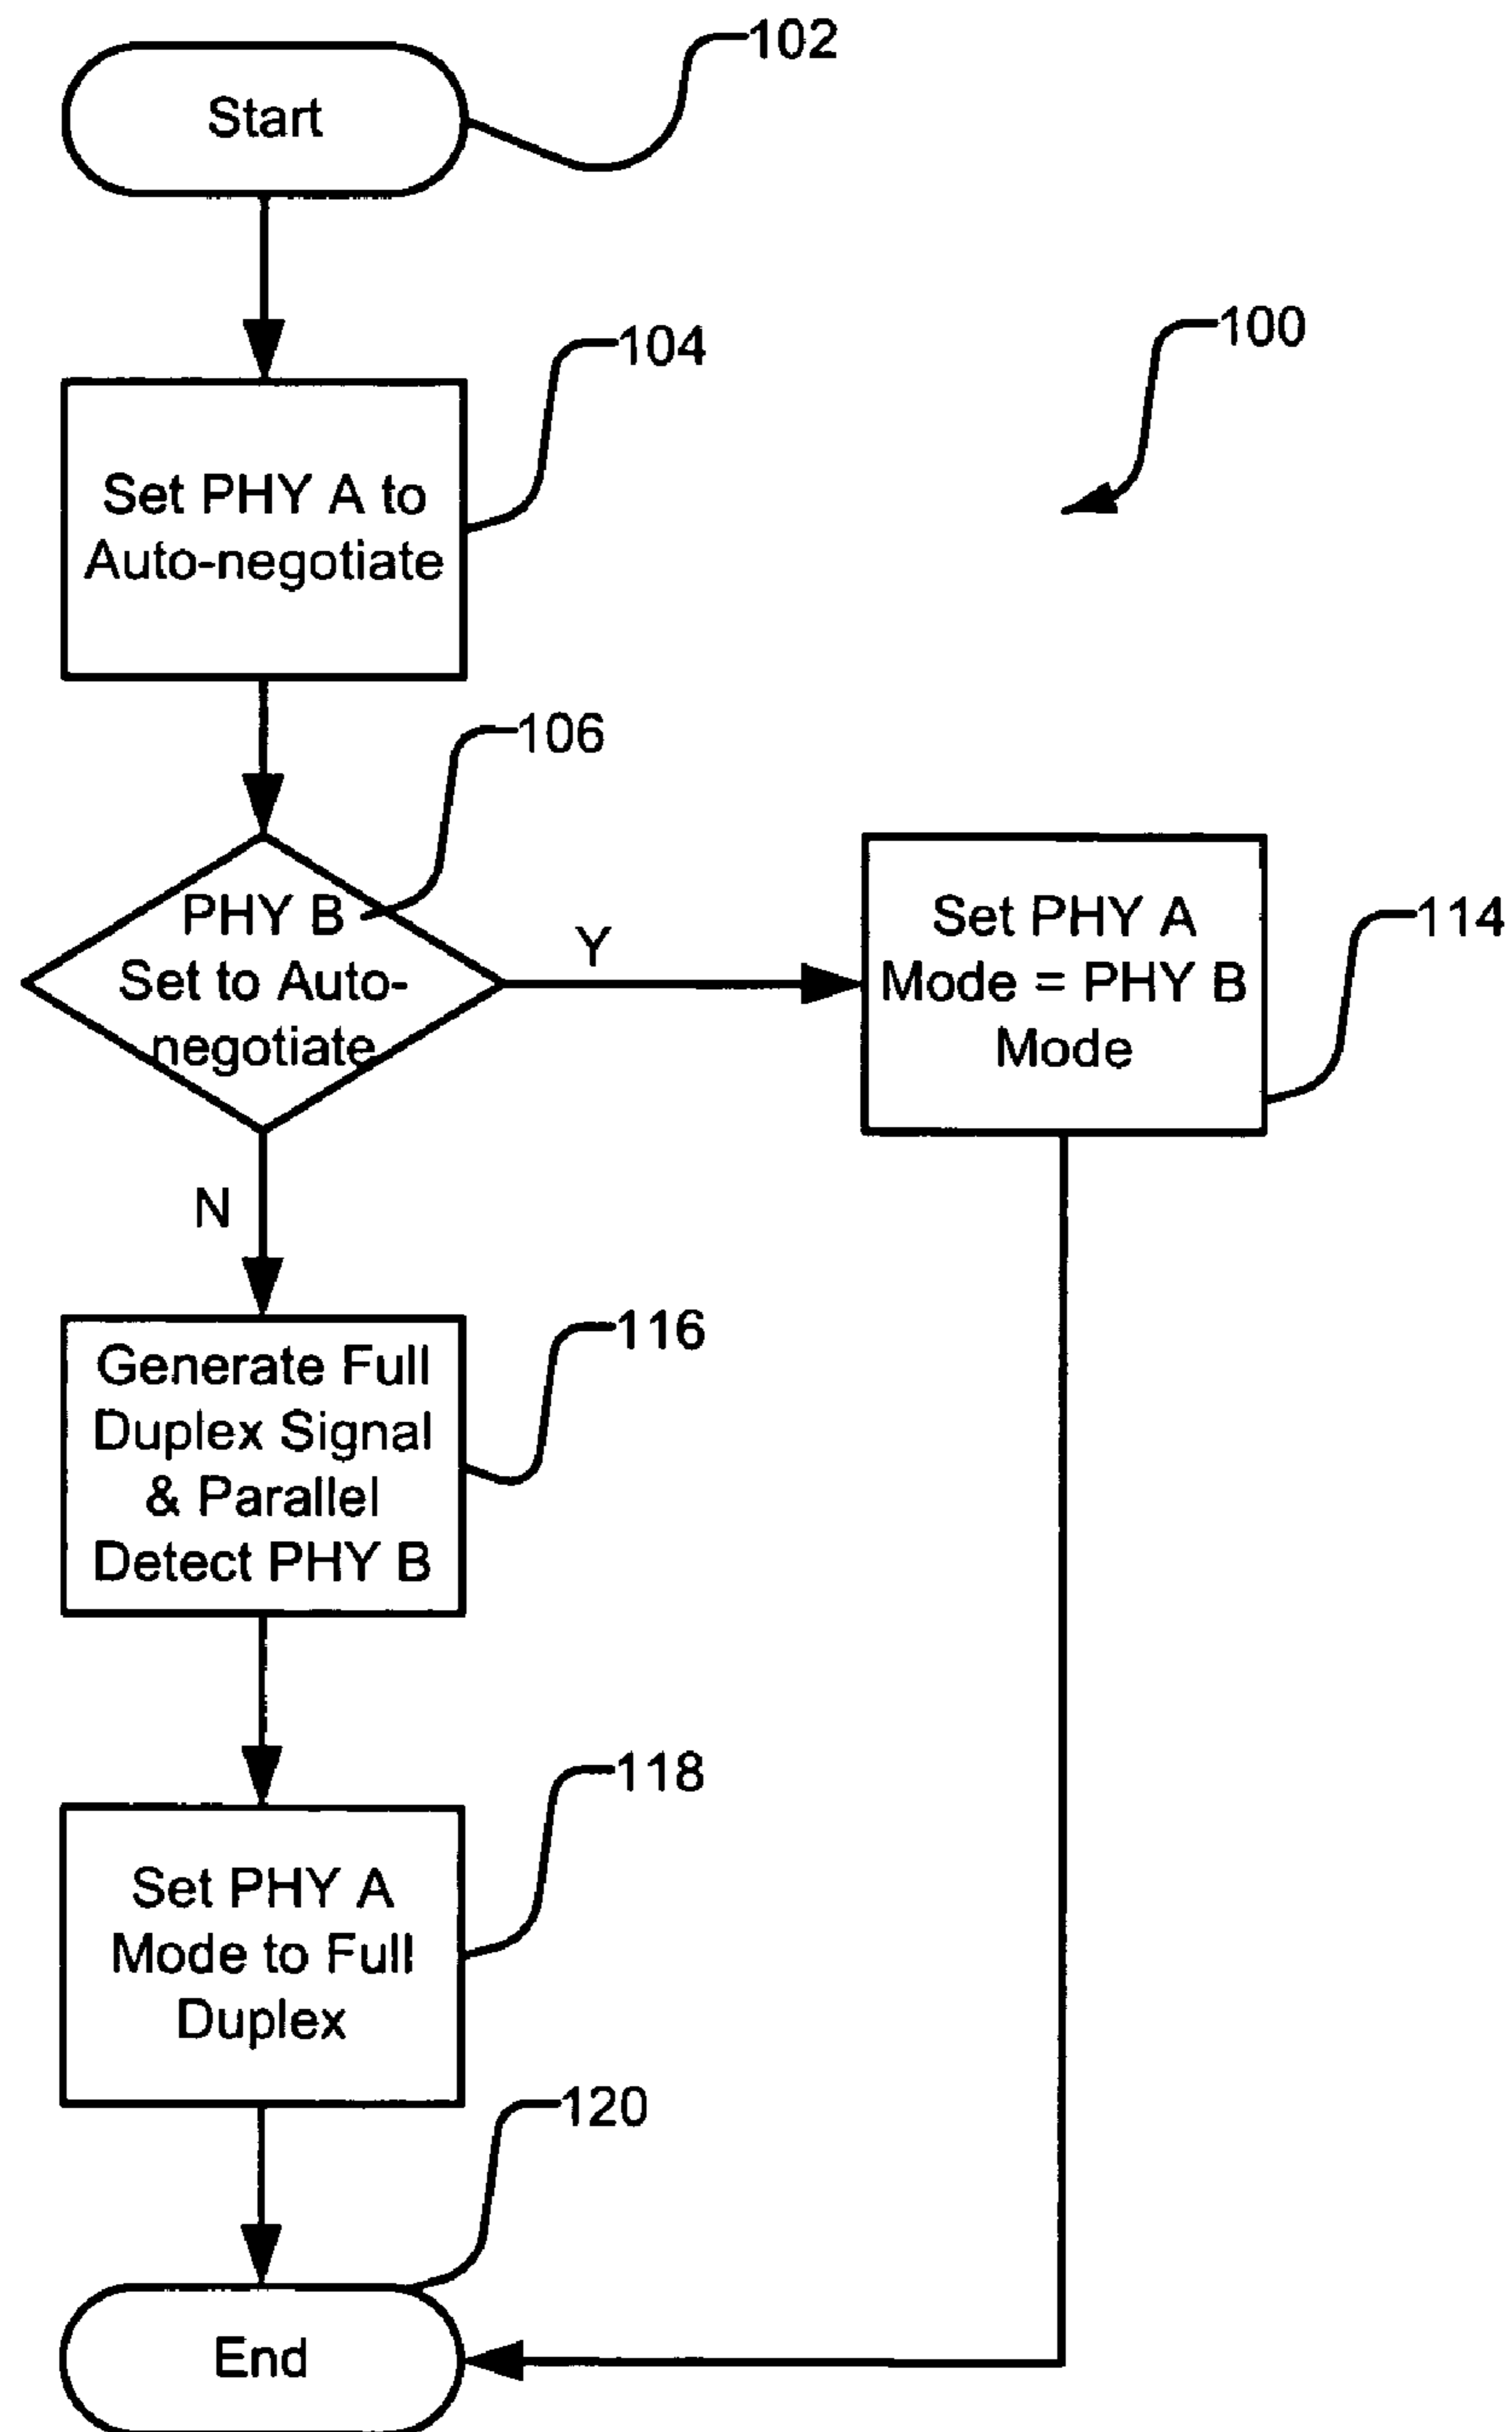 Start
102
104
100
Set PHY A to
Auto-negotiate
106
PHY B
Set to Auto-
negotiate
Y
Set PHY A
Mode = PHY B
Mode
114
N
116
Generate Full
Duplex Signal
& Parallel
Detect PHY B
118
Set PHY A
Mode to Full
Duplex
120
End